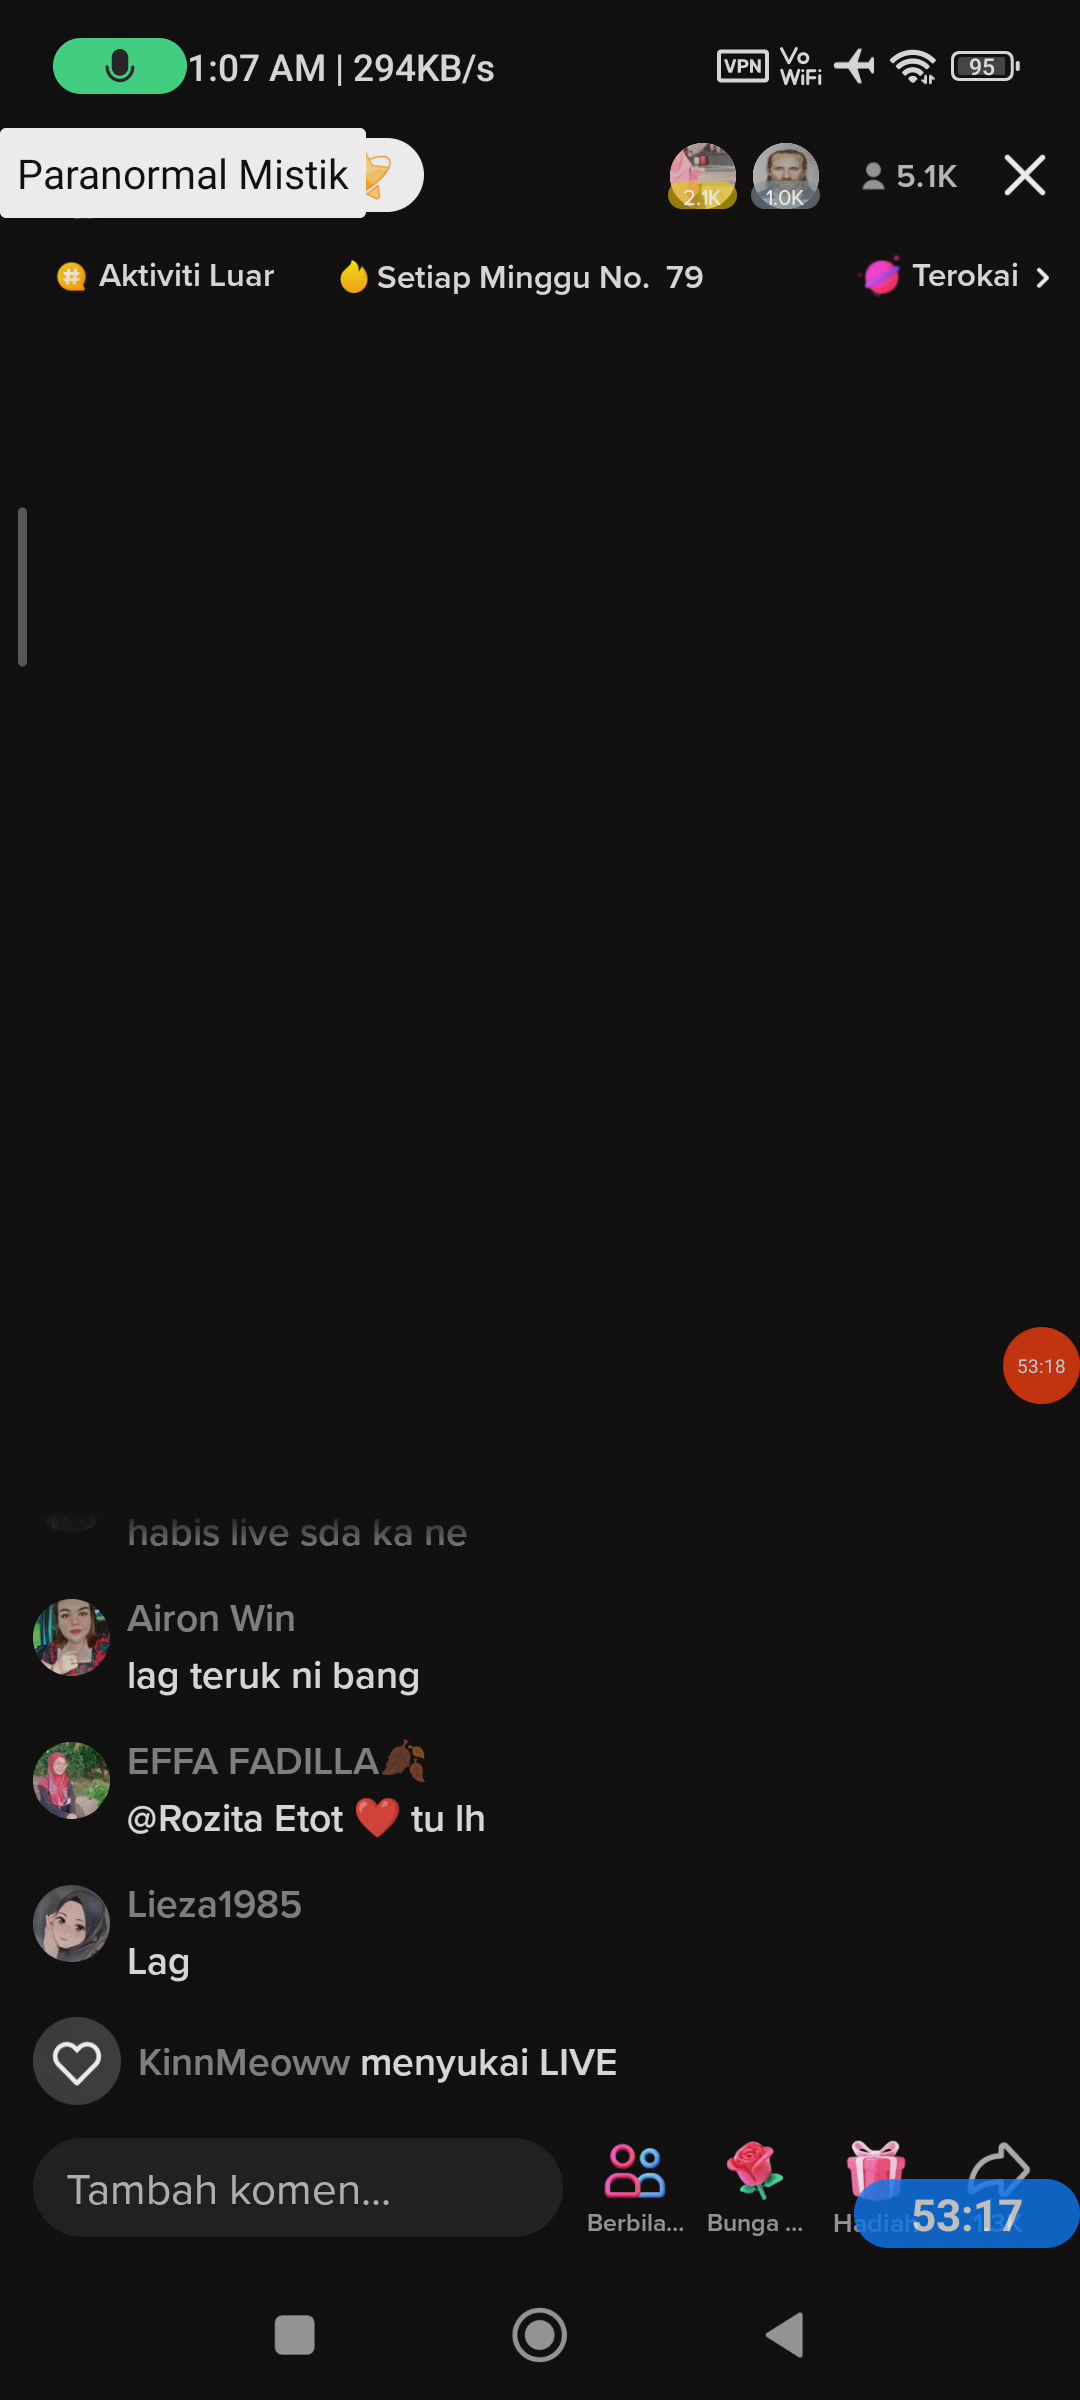 1:07 AM | 294KB/s
VPN
Vo
WiFi
95
Paranormal Mistik
2.1K
1.0K
5.1K
Aktiviti Luar
Setiap Minggu No. 79
Terokai
53:18
habis live sda ka ne
Airon Win
lag teruk ni bang
EFFA FADILLA🍂
@Rozita Etot ❤️ tu lh
Lieza1985
Lag
KinnMeoww menyukai LIVE
Tambah komen...
Berbila...
Bunga ...
Hadiah
53:17